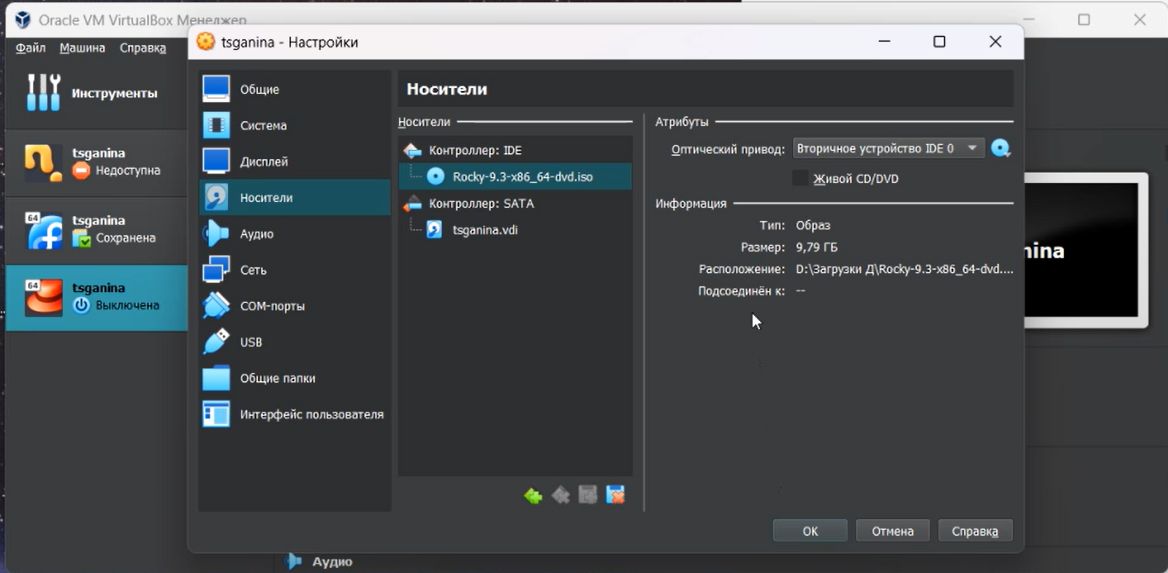 Oracle VM VirtualBox Менеджер
Файл Машина Справка
Инструменты
tsganina
Недоступна
64
tsganina
Сохранена
64
tsganina
Выключена
tsganina - Настройки
Общие
Система
Дисплей
Носители
Аудио
Сеть
COM-порты
USB
Общие папки
Интерфейс пользователя
Носители
Носители
Контроллер: IDE
Rocky-9.3-x86_64-dvd.iso
Контроллер: SATA
tsganina.vdi
Атрибуты
Оптический привод: Вторичное устройство IDE 0
Живой CD/DVD
Информация
Тип: Образ
Размер: 9,79 ГБ
Расположение: D:\Загрузки Д\Rocky-9.3-x86_64-dvd....
Подсоединён к: --
OK Отмена Справка
nina
Аудио